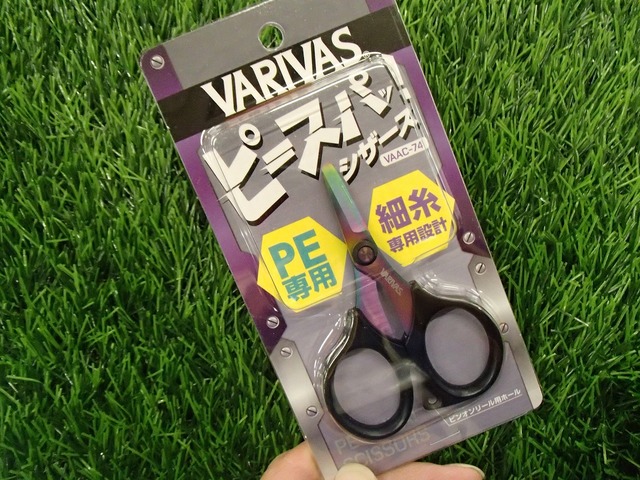 VARIVAS
ピースパッ
シザーズ
VAAC-74
PE
専用
細糸
専用設計
VARIVAS
ピンオンリール用ホール
PE
SCISSORS